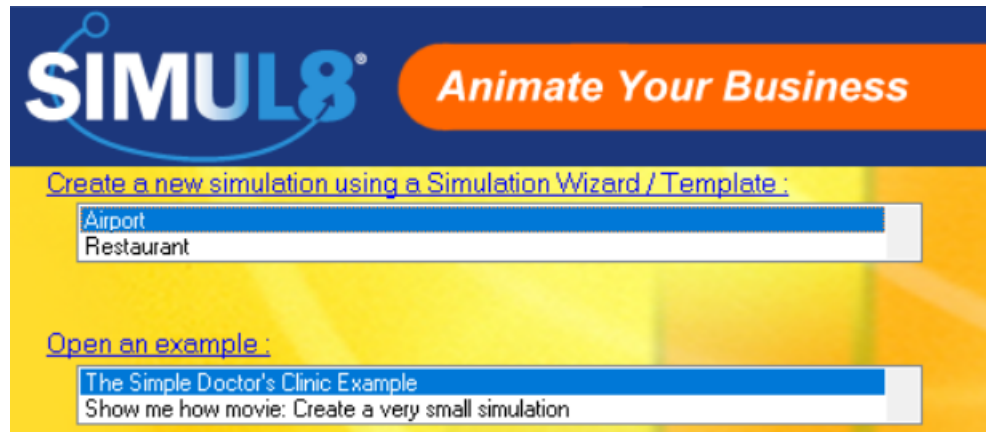 SIMUL8®
Animate Your Business
Create a new simulation using a Simulation Wizard / Template :
Airport
Restaurant
Open an example :
The Simple Doctor's Clinic Example
Show me how movie: Create a very small simulation